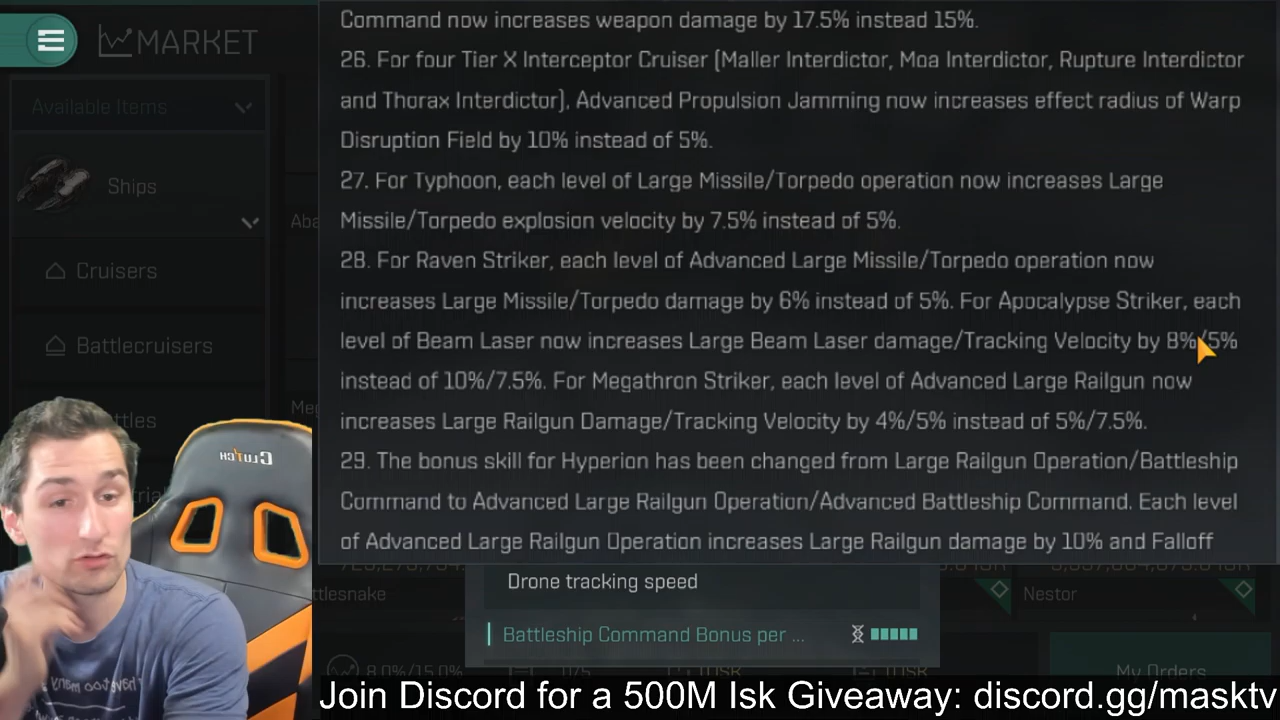 Command now increases weapon damage by 17.5% instead 15%.
MARKET
26. For four Tier X Interceptor Cruiser (Maller Interdictor, Moa Interdictor, Rupture Interdictor
and Thorax Interdictor), Advanced Propulsion Jamming now increases effect radius of Warp
Available Items
Disruption Field by 10% instead of 5%.
27. For Typhoon, each level of Large Missile/Torpedo operation now increases Large
Ships
Missile/Torpedo explosion velocity by 7.5% instead of 5%.
Aba
28. For Raven Striker, each level of Advanced Large Missile/Torpedo operation now
Cruisers
increases Large Missile/Torpedo damage by 6% instead of 5%. For Apocalypse Striker, each
level of Beam Laser now increases Large Beam Laser damage/Tracking Velocity by 8%/5%
Battlecruisers
instead of 10%/7.5%. For Megathron Striker, each level of Advanced Large Railgun now
Meg
increases Large Railgun Damage/Tracking Velocity by 4%/5% instead of 5%/7.5%.
ttles
29. The bonus skill for Hyperion has been changed from Large Railgun Operation/Battleship
CLUTCH
Command to Advanced Large Railgun Operation/Advanced Battleship Command. Each level
trial
of Advanced Large Railgun Operation increases Large Railgun damage by 10% and Falloff
Drone tracking speed
ttlesnake
Nestor
Battleship Command Bonus per ...
8.0%/15.0%
My Orders
Join Discord for a 500M Isk Giveaway: discord.gg/masktv